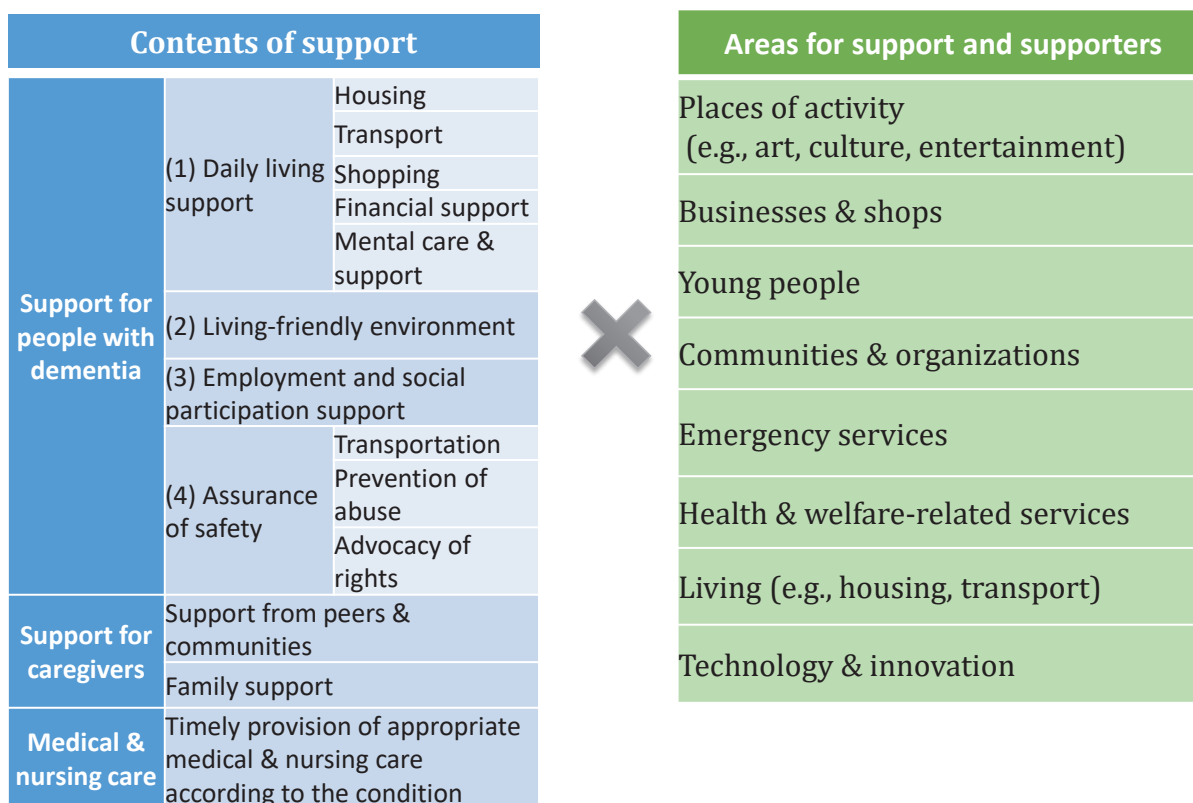 Contents of support
Support for
people with
dementia
(1) Daily living
support
Housing
Transport
Shopping
Financial support
Mental care &
support
(2) Living-friendly environment
(3) Employment and social
participation support
(4) Assurance
of safety
Transportation
Prevention of
abuse
Advocacy of
rights
Support for
caregivers
Support from peers &
communities
Family support
Medical &
nursing care
Timely provision of appropriate
medical & nursing care
according to the condition
Areas for support and supporters
Places of activity
(e.g., art, culture, entertainment)
Businesses & shops
Young people
Communities & organizations
Emergency services
Health & welfare-related services
Living (e.g., housing, transport)
Technology & innovation